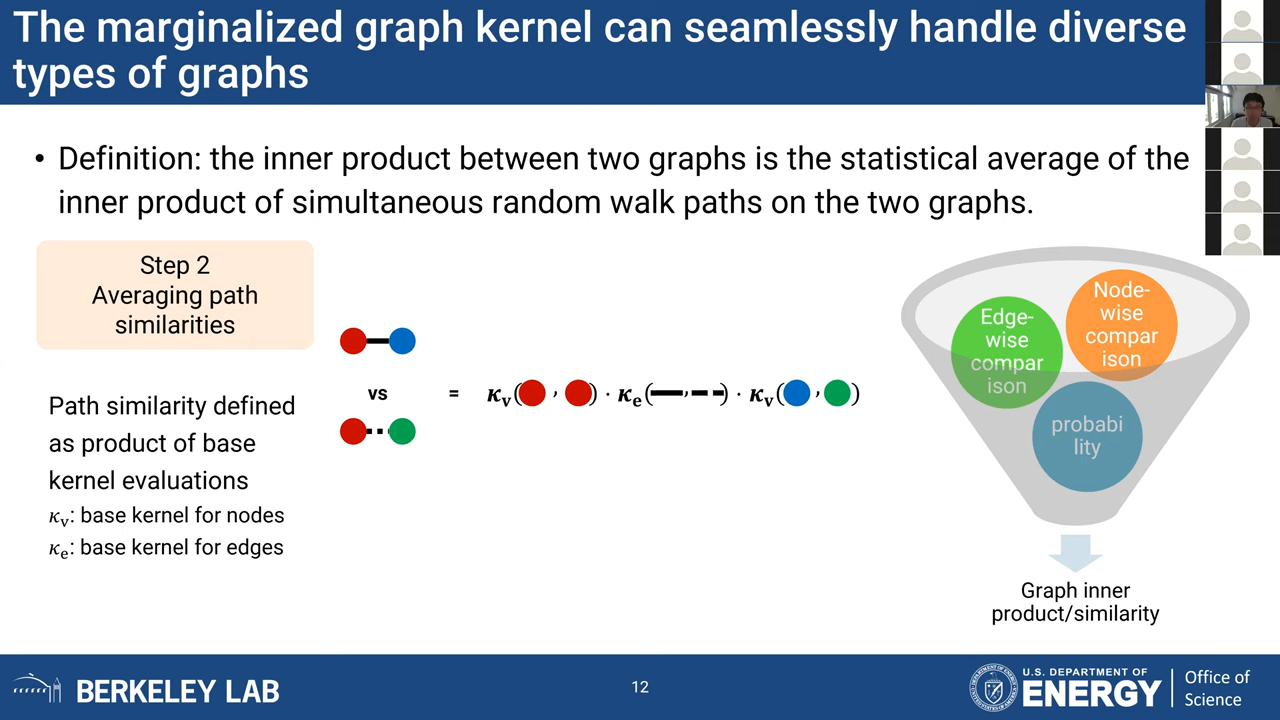 The marginalized graph kernel can seamlessly handle diverse
types of graphs
• Definition: the inner product between two graphs is the statistical average of the
inner product of simultaneous random walk paths on the two graphs.
Step 2
Averaging path
similarities
Path similarity defined
as product of base
kernel evaluations
κv: base kernel for nodes
κe: base kernel for edges
vs = κv( , ) · κe( , ) · κv( , )
Edge-
wise
compar
ison
Node-
wise
compar
ison
probabi
lity
Graph inner
product/similarity
BERKELEY LAB
12
U.S. DEPARTMENT OF
ENERGY
Office of
Science